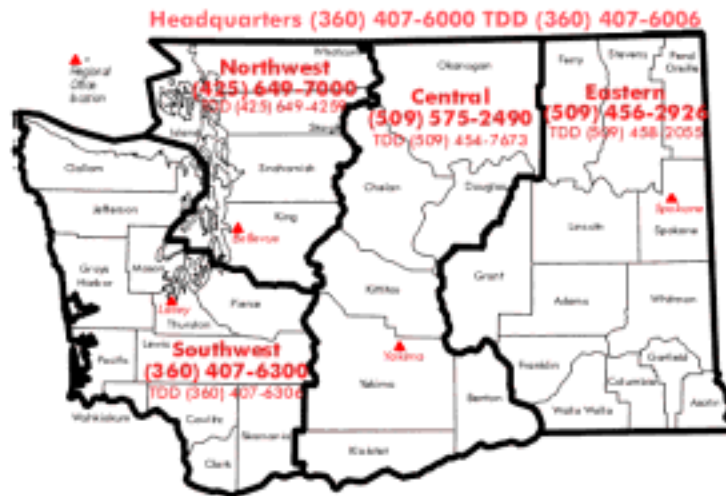 Headquarters (360) 407-6000 TDD (360) 407-6006
Regional
Office
location
Northwest
(425) 649-7000
TDD (425) 649-4259
Central
(509) 575-2490
TDD (509) 454-7673
Eastern
(509) 456-2926
TDD (509) 458-2055
Whatcom
Okanogan
Ferry
Stevens
Pend
Oreille
Island
Clallam
Snohomish
Chelan
Douglas
Jefferson
King
Bellevue
Lincoln
Spokane
Spokane
Grays
Harbor
Mason
Kittitas
Grant
Adams
Whitman
Lacey
Pierce
Thurston
Yakima
Pacific
Lewis
Southwest
(360) 407-6300
TDD (360) 407-6306
Yakima
Benton
Franklin
Garfield
Columbia
Walla Walla
Asotin
Wahkiakum
Cowlitz
Skamania
Clark
Klickitat